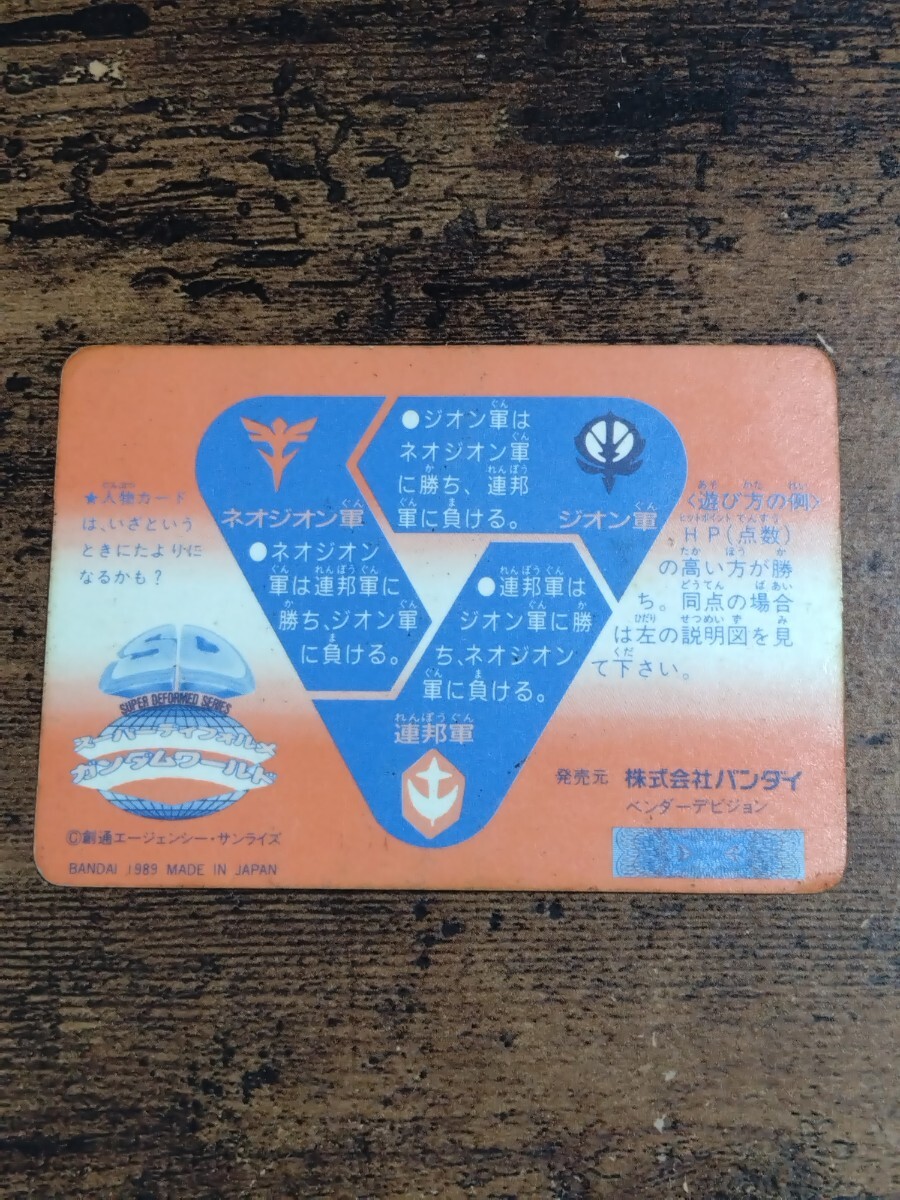 ●ジオン軍は
ネオジオン軍
に勝ち、連邦
軍に負ける。
ネオジオン軍
ジオン軍
●ネオジオン
軍は連邦軍に
勝ち、ジオン軍
に負ける。
●連邦軍は
ジオン軍に勝
ち、ネオジオン
軍に負ける。
連邦軍
★人物カード
は、いざという
ときにたよりに
なるかも?
〈遊び方の例〉
HP(点数)
の高い方が勝
ち。同点の場合
は左の説明図を見
て下さい。
SUPER DEFORMED SERIES
スーパーディフォルメ
ガンダムワールド
©創通エージェンシー・サンライズ
BANDAI 1989 MADE IN JAPAN
発売元 株式会社バンダイ
ベンダーデビジョン